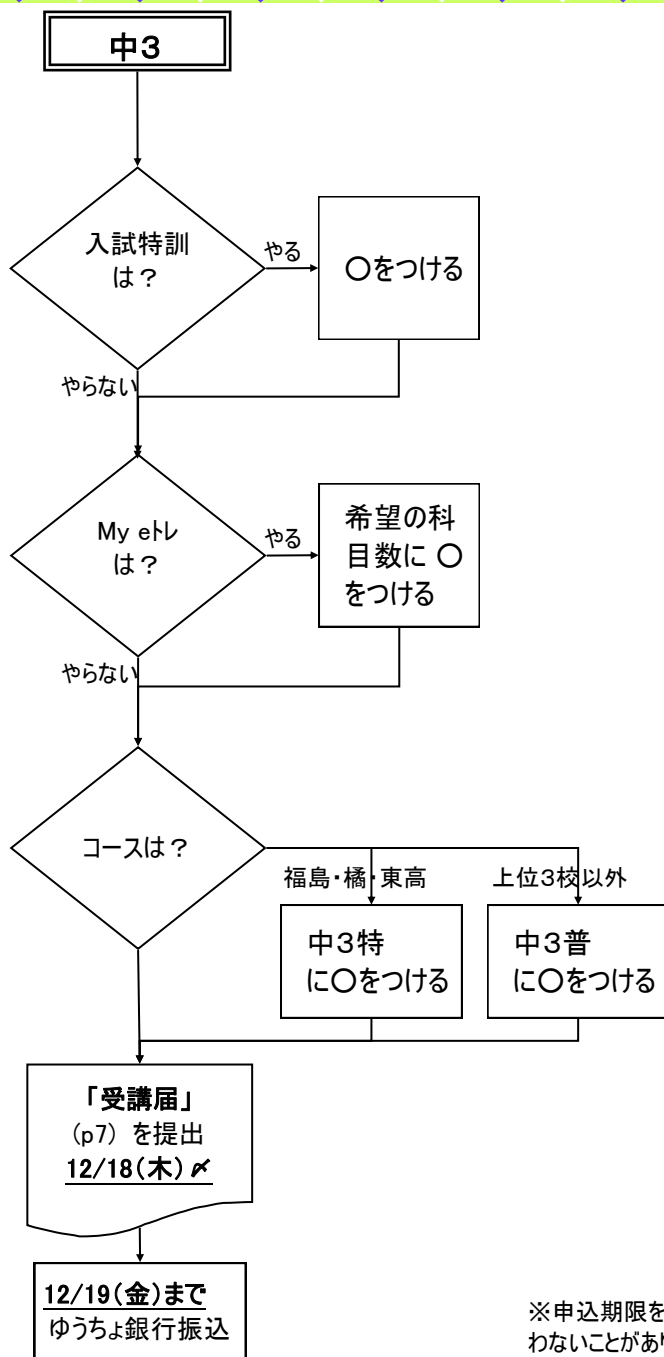 中3
入試特訓
は？
やる
○をつける
やらない
My eトレ
は？
やる
希望の科
目数に ○
をつける
やらない
コースは？
福島・橘・東高
上位3校以外
中3特
に○をつける
中3普
に○をつける
「受講届」
(p7) を提出
12/18(木)〆
12/19(金)まで
ゆうちょ銀行振込
※申込期限を
わないことがあり